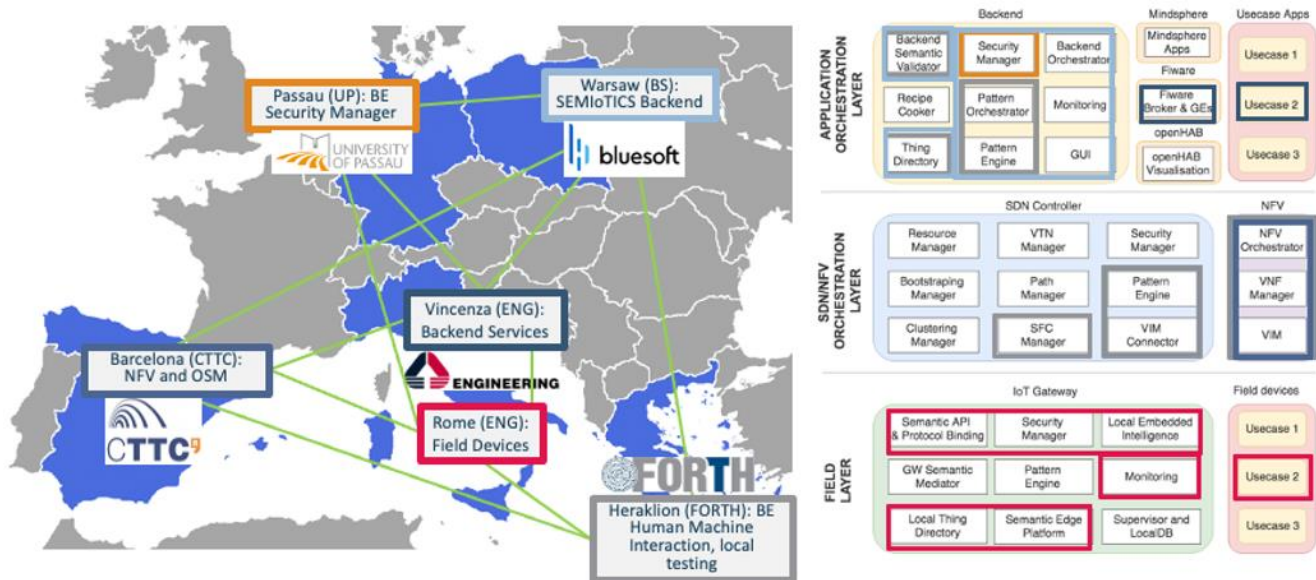 Passau (UP): BE
Security Manager
UNIVERSITY
OF PASSAU
Warsaw (BS):
SEMIoTICS Backend
bluesoft
Vincenza (ENG):
Backend Services
ENGINEERING
Barcelona (CTTC):
NFV and OSM
CTTC
Rome (ENG):
Field Devices
FORTH
Heraklion (FORTH): BE
Human Machine
Interaction, local
testing
APPLICATION
ORCHESTRATION
LAYER
Backend
Backend
Semantic
Validator
Security
Manager
Backend
Orchestrator
Recipe
Cooker
Pattern
Orchestrator
Monitoring
Thing
Directory
Pattern
Engine
GUI
Mindsphere
Mindsphere
Apps
Fiware
Fiware
Broker & GEs
openHAB
openHAB
Visualisation
Usecase Apps
Usecase 1
Usecase 2
Usecase 3
SDN/NFV
ORCHESTRATION
LAYER
SDN Controller
Resource
Manager
VTN
Manager
Security
Manager
Bootstraping
Manager
Path
Manager
Pattern
Engine
Clustering
Manager
SFC
Manager
VIM
Connector
NFV
NFV
Orchestrator
VNF
Manager
VIM
FIELD
LAYER
IoT Gateway
Semantic API
& Protocol Binding
Security
Manager
Local Embedded
Intelligence
GW Semantic
Mediator
Pattern
Engine
Monitoring
Local Thing
Directory
Semantic Edge
Platform
Supervisor and
LocalDB
Field devices
Usecase 1
Usecase 2
Usecase 3